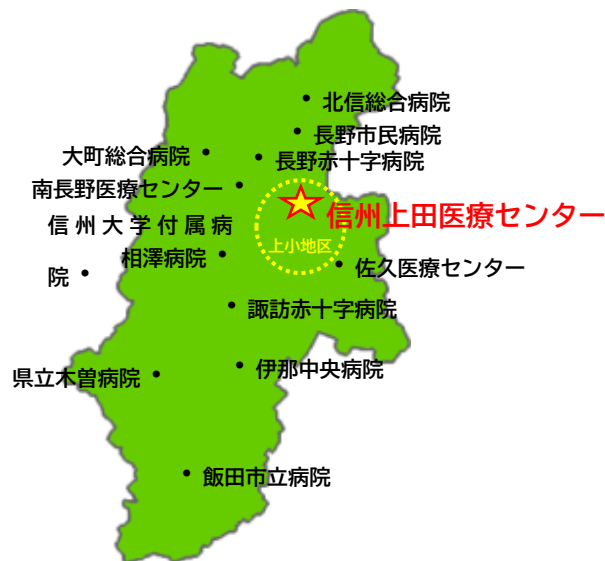 北信総合病院
長野市民病院
大町総合病院
長野赤十字病院
南長野医療センター
信州上田医療センター
信州大学付属病
院
上小地区
相澤病院
佐久医療センター
諏訪赤十字病院
伊那中央病院
県立木曽病院
飯田市立病院